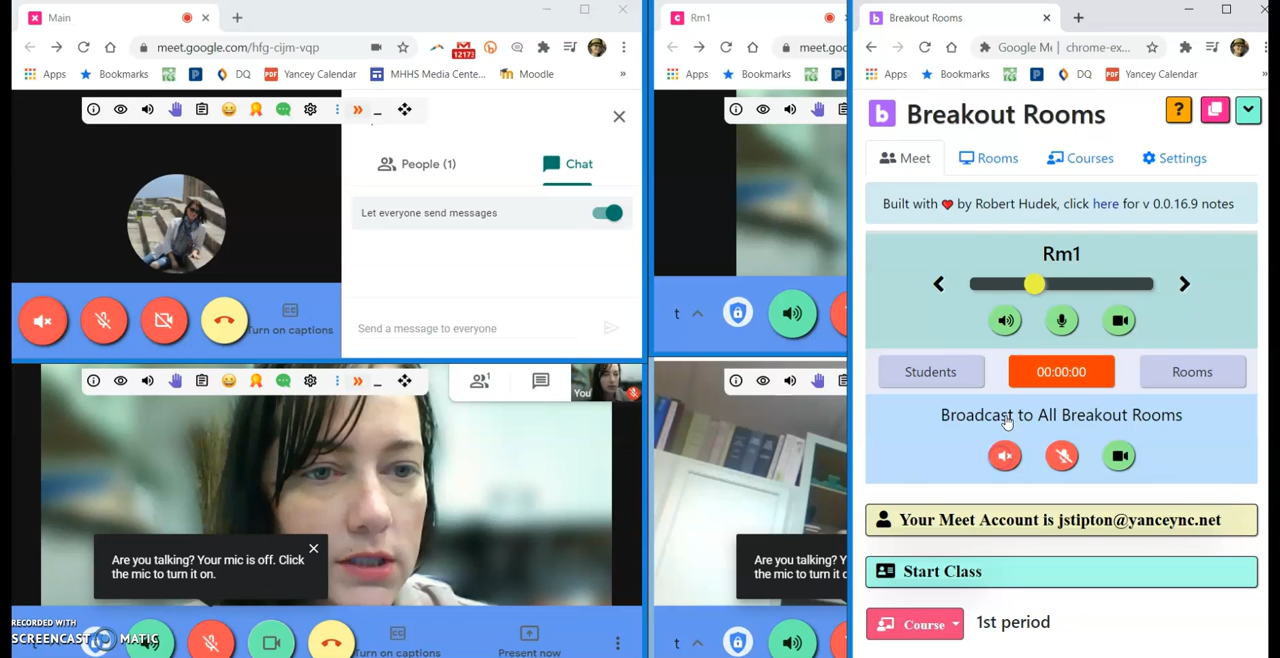 Main
meet.google.com/hfg-cijm-vqp
12173
Apps Bookmarks DQ PDF Yancey Calendar MHHS Media Cente... Moodle »
People (1)
Chat
Let everyone send messages
Turn on captions
Send a message to everyone
1
You
Are you talking? Your mic is off. Click
the mic to turn it on.
Turn on captions
Present now
RECORDED WITH
SCREENCAST MATIC
Rm1
meet.goo
Apps Bookmarks
t
Are you talking? Y
the mic to turn it o
t
Breakout Rooms
Google Me | chrome-ex...
Apps Bookmarks DQ PDF Yancey Calendar »
b Breakout Rooms ?
Meet Rooms Courses Settings
Built with ❤ by Robert Hudek, click here for v 0.0.16.9 notes
Rm1
Students 00:00:00 Rooms
Broadcast to All Breakout Rooms
Your Meet Account is jstipton@yanceync.net
Start Class
Course 1st period